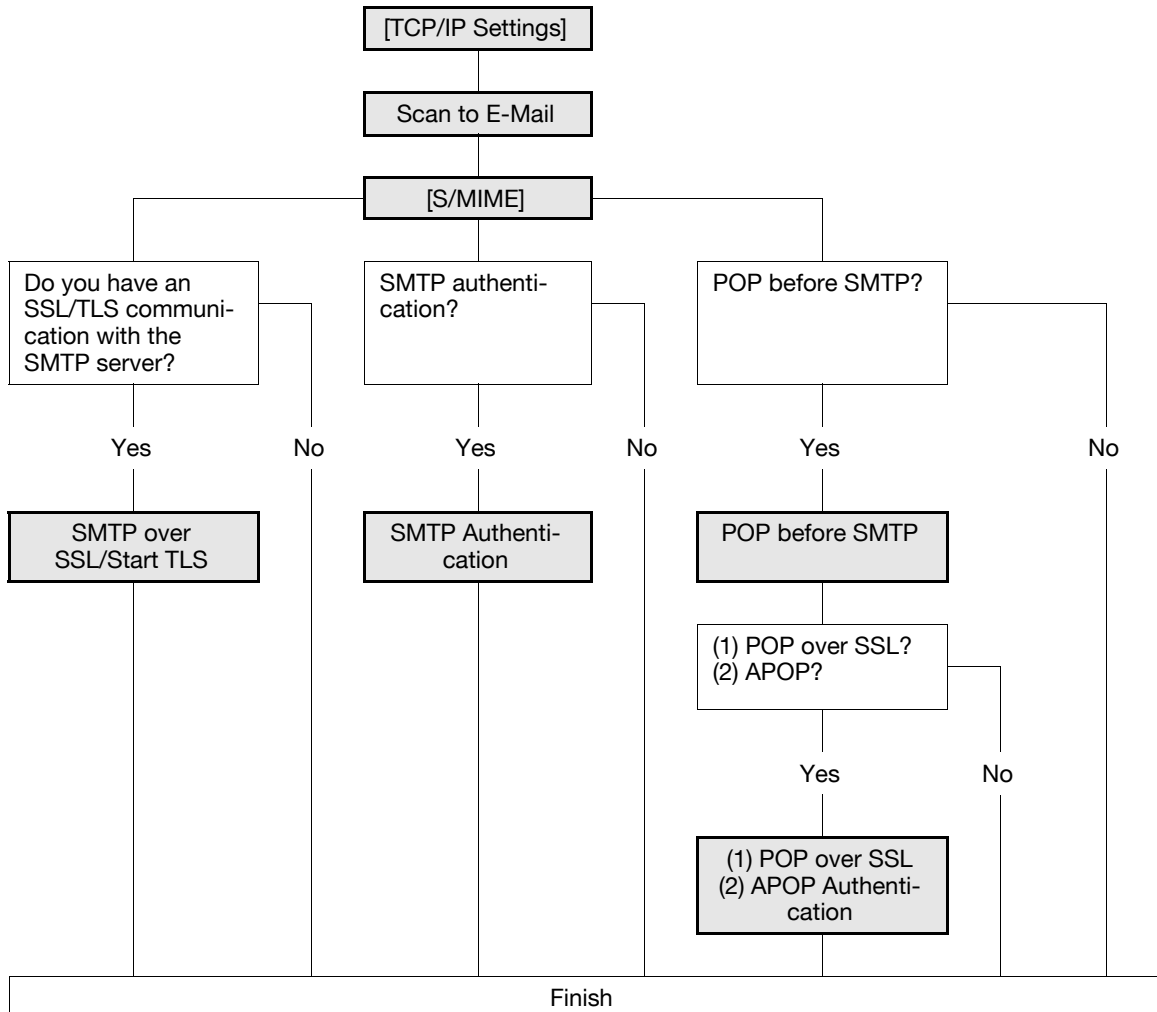 [TCP/IP Settings]
Scan to E-Mail
[S/MIME]
Do you have an
SSL/TLS communi-
cation with the
SMTP server?
SMTP authenti-
cation?
POP before SMTP?
Yes
No
Yes
No
Yes
No
SMTP over
SSL/Start TLS
SMTP Authenti-
cation
POP before SMTP
(1) POP over SSL?
(2) APOP?
Yes
No
(1) POP over SSL
(2) APOP Authenti-
cation
Finish